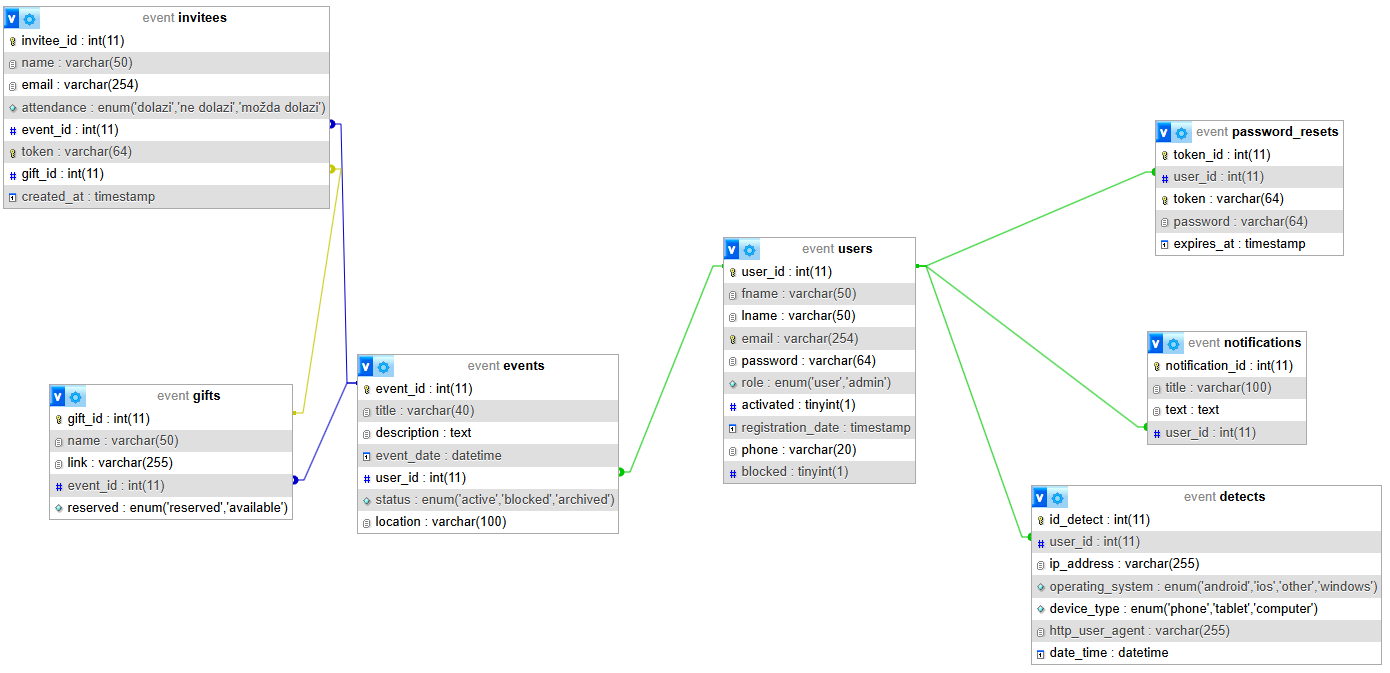 event invitees
invitee_id : int(11)
name : varchar(50)
email : varchar(254)
attendance : enum('dolazi','ne dolazi','možda dolazi')
event_id : int(11)
token : varchar(64)
gift_id : int(11)
created_at : timestamp
event gifts
gift_id : int(11)
name : varchar(50)
link : varchar(255)
event_id : int(11)
reserved : enum('reserved','available')
event events
event_id : int(11)
title : varchar(40)
description : text
event_date : datetime
user_id : int(11)
status : enum('active','blocked','archived')
location : varchar(100)
event users
user_id : int(11)
fname : varchar(50)
lname : varchar(50)
email : varchar(254)
password : varchar(64)
role : enum('user','admin')
activated : tinyint(1)
registration_date : timestamp
phone : varchar(20)
blocked : tinyint(1)
event password_resets
token_id : int(11)
user_id : int(11)
token : varchar(64)
password : varchar(64)
expires_at : timestamp
event notifications
notification_id : int(11)
title : varchar(100)
text : text
user_id : int(11)
event detects
id_detect : int(11)
user_id : int(11)
ip_address : varchar(255)
operating_system : enum('android','ios','other','windows')
device_type : enum('phone','tablet','computer')
http_user_agent : varchar(255)
date_time : datetime